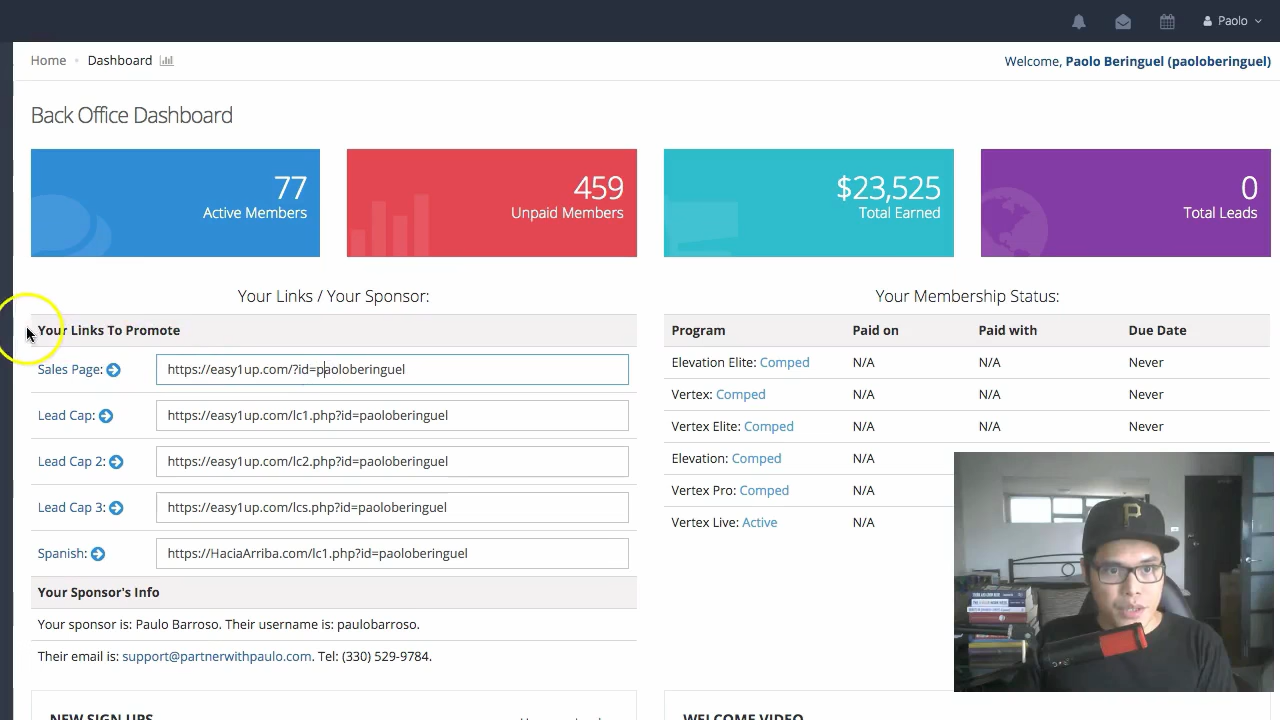 Paolo
Home • Dashboard
Welcome, Paolo Beringuel (paoloberinguel)
Back Office Dashboard
77
Active Members
459
Unpaid Members
$23,525
Total Earned
0
Total Leads
Your Links / Your Sponsor:
Your Links To Promote
Sales Page: https://easy1up.com/?id=paoloberinguel
Lead Cap: https://easy1up.com/lc1.php?id=paoloberinguel
Lead Cap 2: https://easy1up.com/lc2.php?id=paoloberinguel
Lead Cap 3: https://easy1up.com/lcs.php?id=paoloberinguel
Spanish: https://HaciaArriba.com/lc1.php?id=paoloberinguel
Your Sponsor's Info
Your sponsor is: Paulo Barroso. Their username is: paulobarroso.
Their email is: support@partnerwithpaulo.com. Tel: (330) 529-9784.
Your Membership Status:
Program Paid on Paid with Due Date
Elevation Elite: Comped N/A N/A Never
Vertex: Comped N/A N/A Never
Vertex Elite: Comped N/A N/A Never
Elevation: Comped N/A
Vertex Pro: Comped N/A
Vertex Live: Active N/A
P
NEW SIGN UPS
WELCOME VIDEO